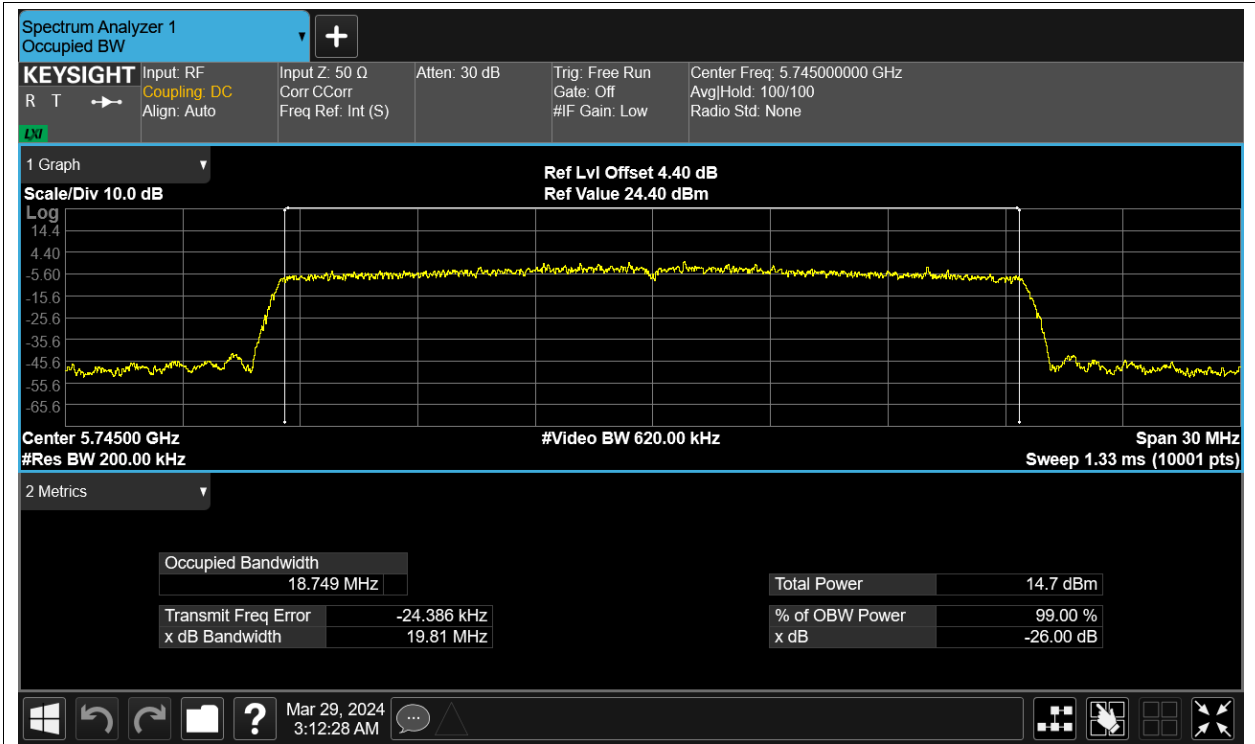 Spectrum Analyzer 1
Occupied BW
+
KEYSIGHT
R T
LXI
Input: RF
Coupling: DC
Align: Auto
Input Z: 50 Ω
Corr CCorr
Freq Ref: Int (S)
Atten: 30 dB
Trig: Free Run
Gate: Off
#IF Gain: Low
Center Freq: 5.745000000 GHz
Avg|Hold: 100/100
Radio Std: None
1 Graph
Ref Lvl Offset 4.40 dB
Scale/Div 10.0 dB
Ref Value 24.40 dBm
Log
14.4
4.40
-5.60
-15.6
-25.6
-35.6
-45.6
-55.6
-65.6
Center 5.74500 GHz
#Video BW 620.00 kHz
Span 30 MHz
#Res BW 200.00 kHz
Sweep 1.33 ms (10001 pts)
2 Metrics
Occupied Bandwidth
18.749 MHz
Total Power 14.7 dBm
Transmit Freq Error -24.386 kHz
% of OBW Power 99.00 %
x dB Bandwidth 19.81 MHz
x dB -26.00 dB
?
Mar 29, 2024
3:12:28 AM